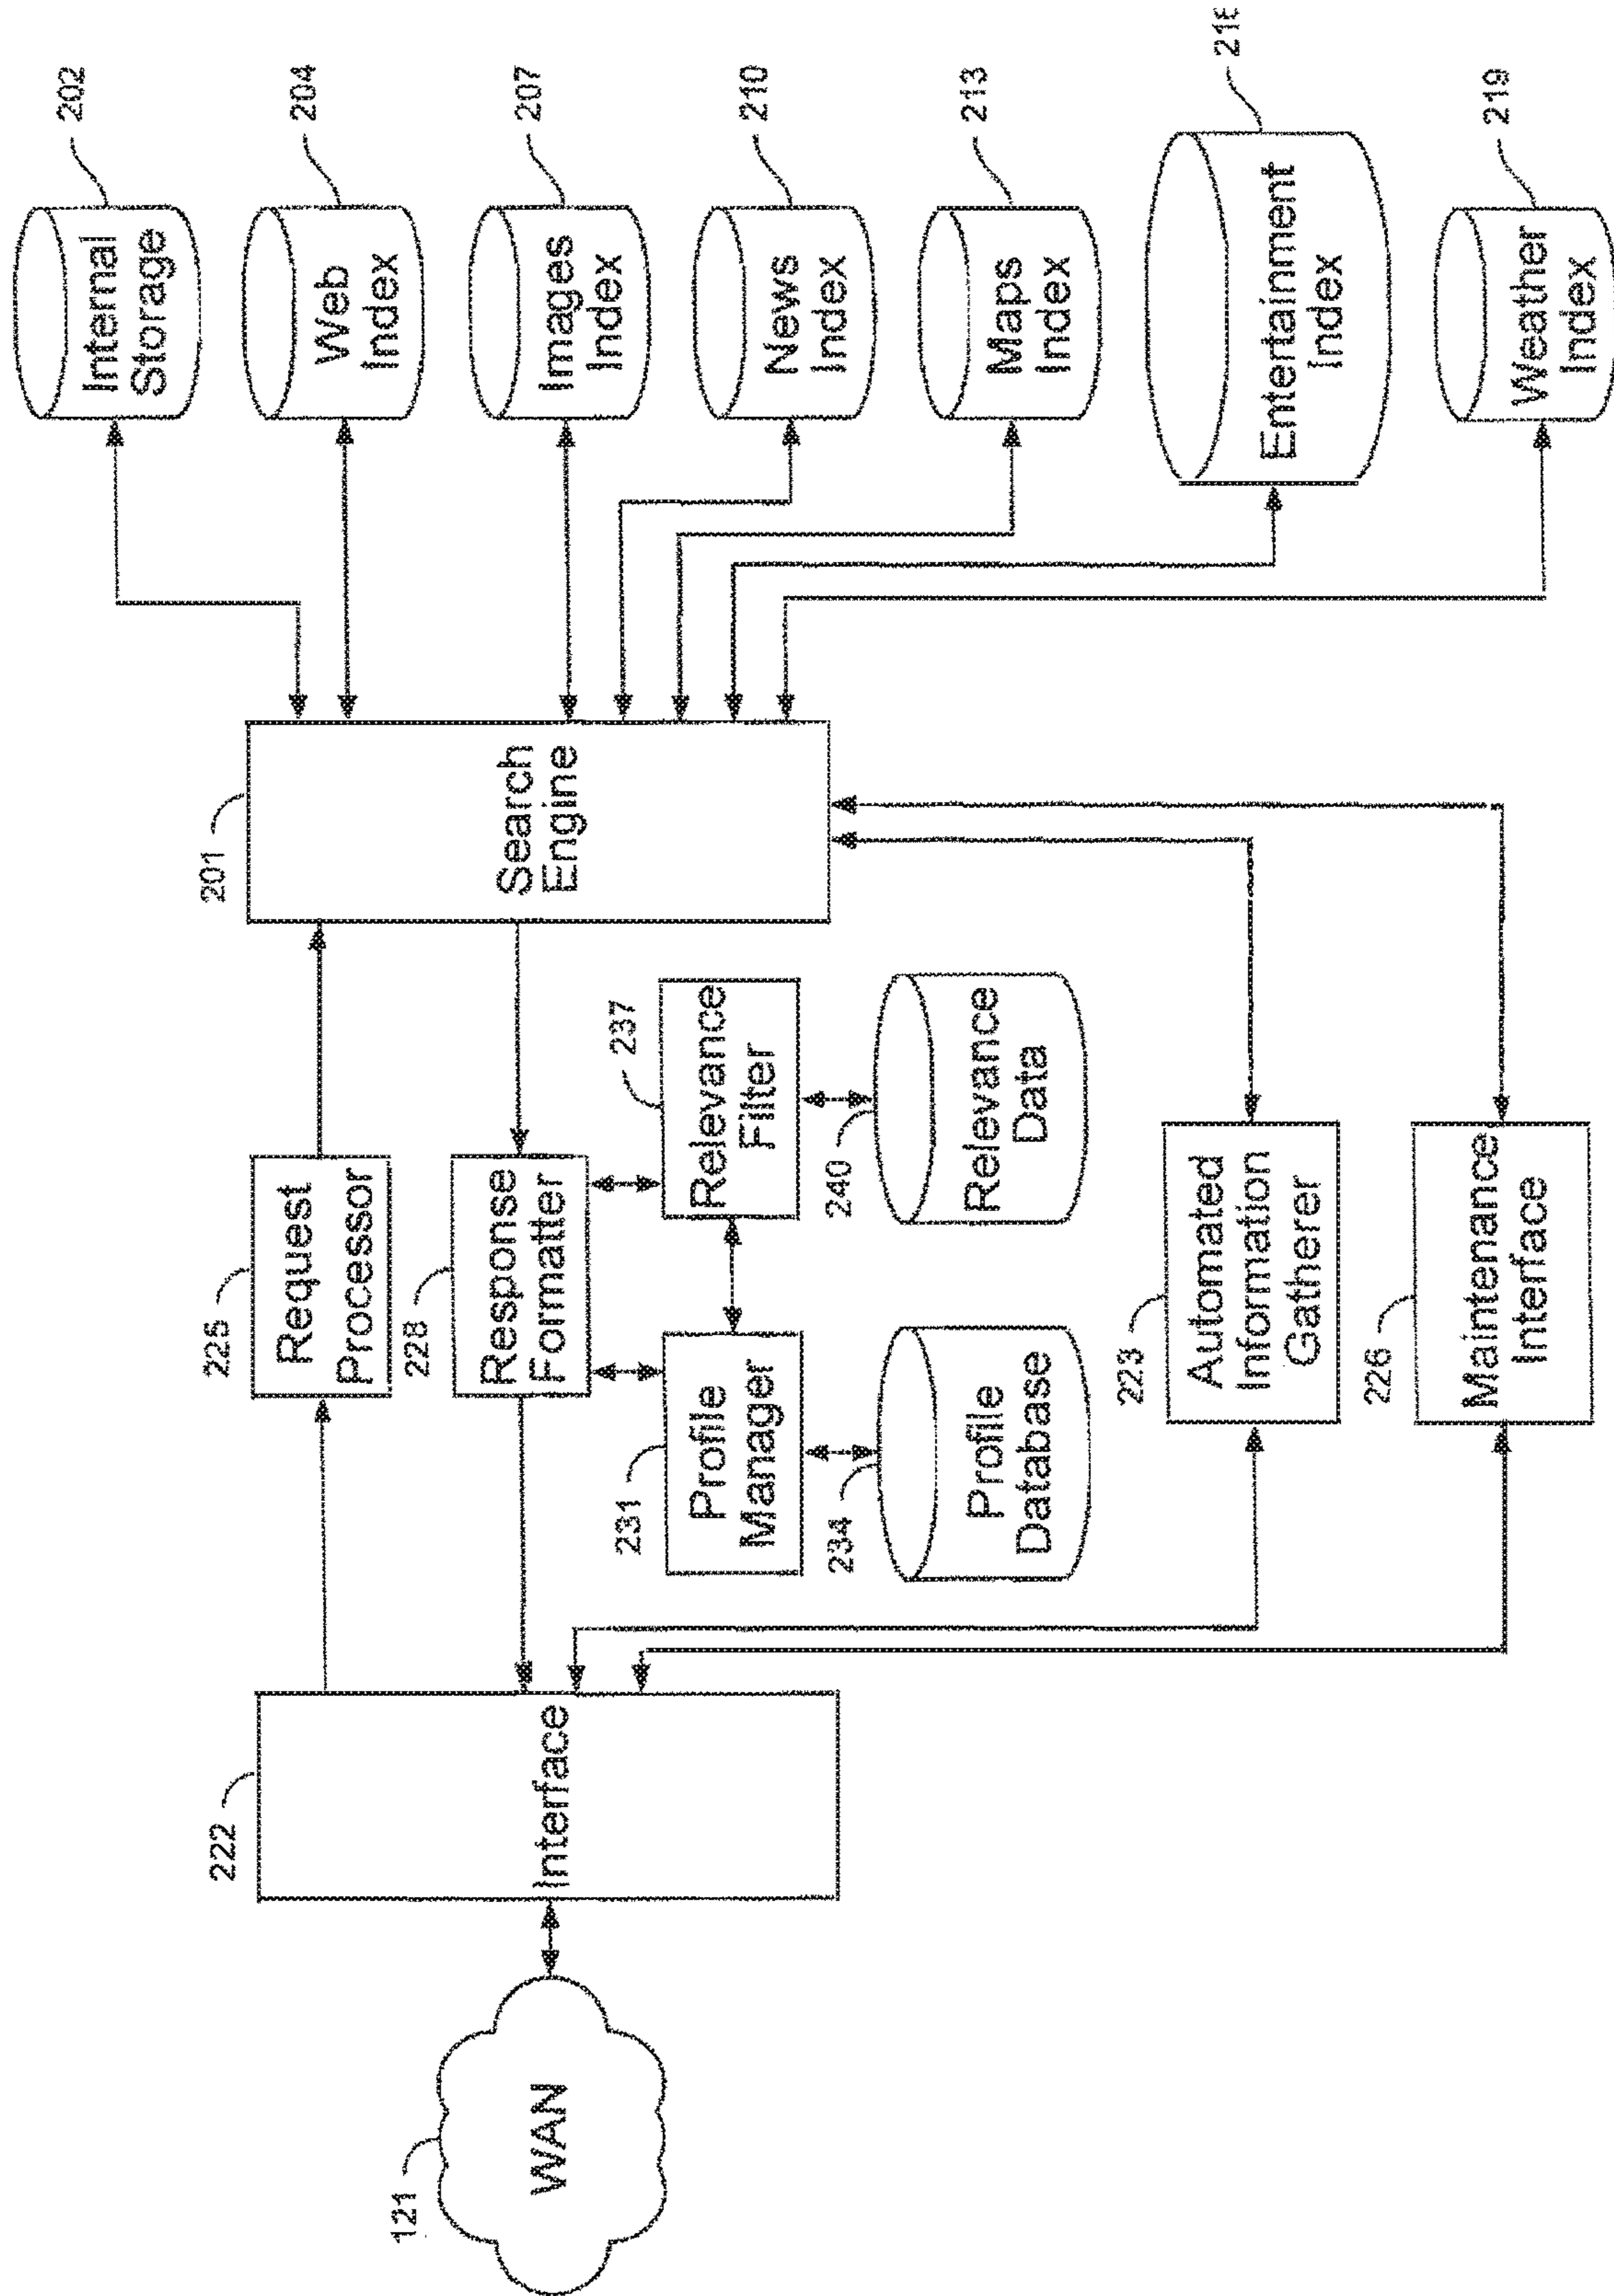 121
WAN
222
Interface
225
Request
Processor
228
Response
Formatter
231
Profile
Manager
234
Profile
Database
237
Relevance
Filter
240
Relevance
Data
223
Automated
Information
Gatherer
226
Maintenance
Interface
201
Search
Engine
202
Internal
Storage
204
Web
Index
207
Images
Index
210
News
Index
213
Maps
Index
Entertainment
Index
219
Weather
Index